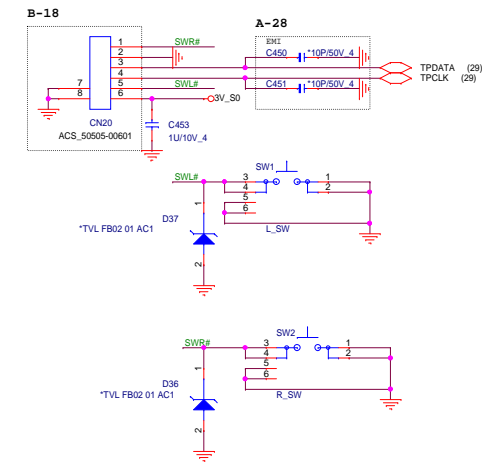 B-18
A-28
1 SWR#
2
3
4
5 SWL#
6
7
8
3V_S0
CN20
ACS_50505-00601
C453
1U/10V_4
EMI
C450 *10P/50V_4
C451 *10P/50V_4
TPDATA (29)
TPCLK (29)
SWL#
SW1
3 1
4 2
5
6
L_SW
D37
*TVL FB02 01 AC1
1
2
SWR#
SW2
3 1
4 2
5
6
R_SW
D36
*TVL FB02 01 AC1
1
2